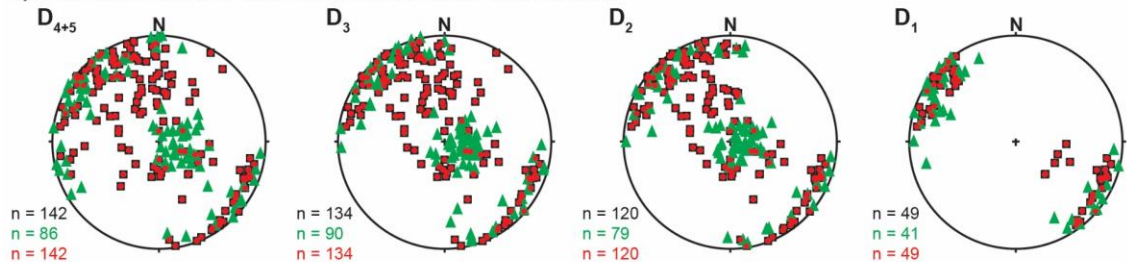 D4+5
N
n = 142
n = 86
n = 142
D3
N
n = 134
n = 90
n = 134
D2
N
n = 120
n = 79
n = 120
D1
N
n = 49
n = 41
n = 49